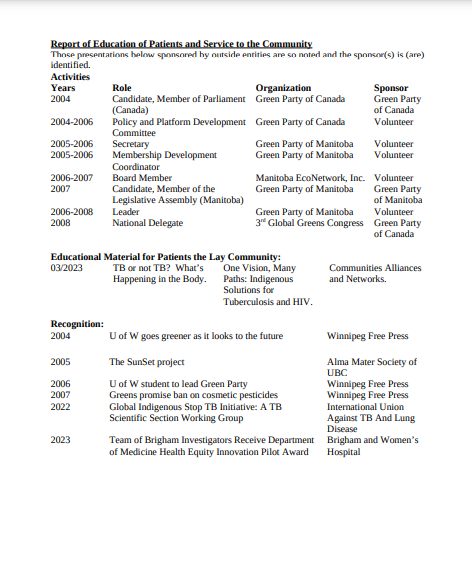 Report of Education of Patients and Service to the Community
Those presentations below sponsored by outside entities are so noted and the sponsor(s) is (are)
identified.
Activities
Years Role Organization Sponsor
2004 Candidate, Member of Parliament Green Party of Canada Green Party
(Canada) of Canada
2004-2006 Policy and Platform Development Green Party of Canada Volunteer
Committee
2005-2006 Secretary Green Party of Manitoba Volunteer
2005-2006 Membership Development Green Party of Manitoba Volunteer
Coordinator
2006-2007 Board Member Manitoba EcoNetwork, Inc. Volunteer
2007 Candidate, Member of the Green Party of Manitoba Green Party
Legislative Assembly (Manitoba) of Manitoba
2006-2008 Leader Green Party of Manitoba Volunteer
2008 National Delegate 3rd Global Greens Congress Green Party
of Canada
Educational Material for Patients the Lay Community:
03/2023 TB or not TB? What's One Vision, Many Communities Alliances
Happening in the Body. Paths: Indigenous and Networks.
Solutions for
Tuberculosis and HIV.
Recognition:
2004 U of W goes greener as it looks to the future Winnipeg Free Press
2005 The SunSet project Alma Mater Society of
UBC
2006 U of W student to lead Green Party Winnipeg Free Press
2007 Greens promise ban on cosmetic pesticides Winnipeg Free Press
2022 Global Indigenous Stop TB Initiative: A TB International Union
Scientific Section Working Group Against TB And Lung
Disease
2023 Team of Brigham Investigators Receive Department Brigham and Women's
of Medicine Health Equity Innovation Pilot Award Hospital